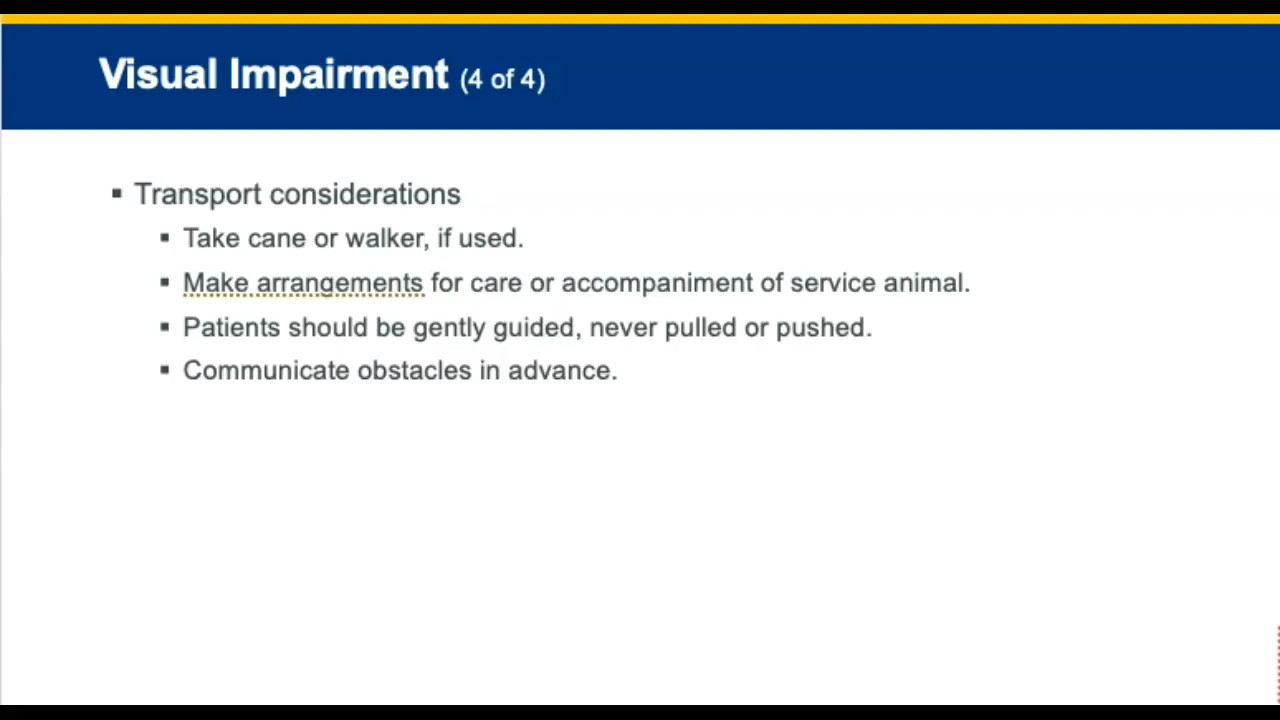 Visual Impairment (4 of 4)
▪ Transport considerations
▪ Take cane or walker, if used.
▪ Make arrangements for care or accompaniment of service animal.
▪ Patients should be gently guided, never pulled or pushed.
▪ Communicate obstacles in advance.